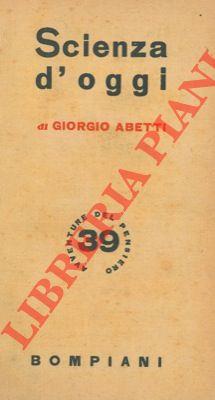 Scienza
d'oggi
di GIORGIO ABETTI
AVVENTURE DEL PENSIERO
39
BOMPIANI
LIBRERIA PIANI